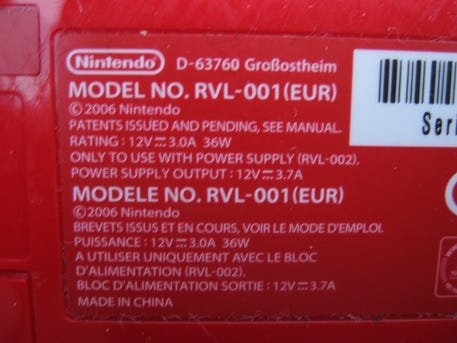 Nintendo D-63760 Großostheim
MODEL NO. RVL-001(EUR)
©2006 Nintendo
PATENTS ISSUED AND PENDING, SEE MANUAL.
RATING : 12V⎓3.0A 36W
ONLY TO USE WITH POWER SUPPLY (RVL-002).
POWER SUPPLY OUTPUT : 12V⎓3.7A
MODELE NO. RVL-001(EUR)
©2006 Nintendo
BREVETS ISSUS ET EN COURS, VOIR LE MODE D'EMPLOI.
PUISSANCE : 12V⎓3.0A 36W
A UTILISER UNIQUEMENT AVEC LE BLOC
D'ALIMENTATION (RVL-002).
BLOC D'ALIMENTATION SORTIE : 12V⎓3.7A
MADE IN CHINA
Seri